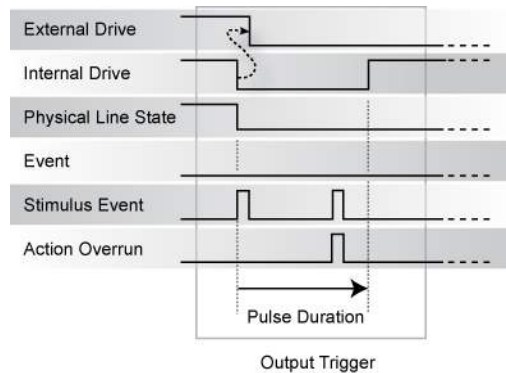 External Drive
Internal Drive
Physical Line State
Event
Stimulus Event
Action Overrun
Pulse Duration
Output Trigger